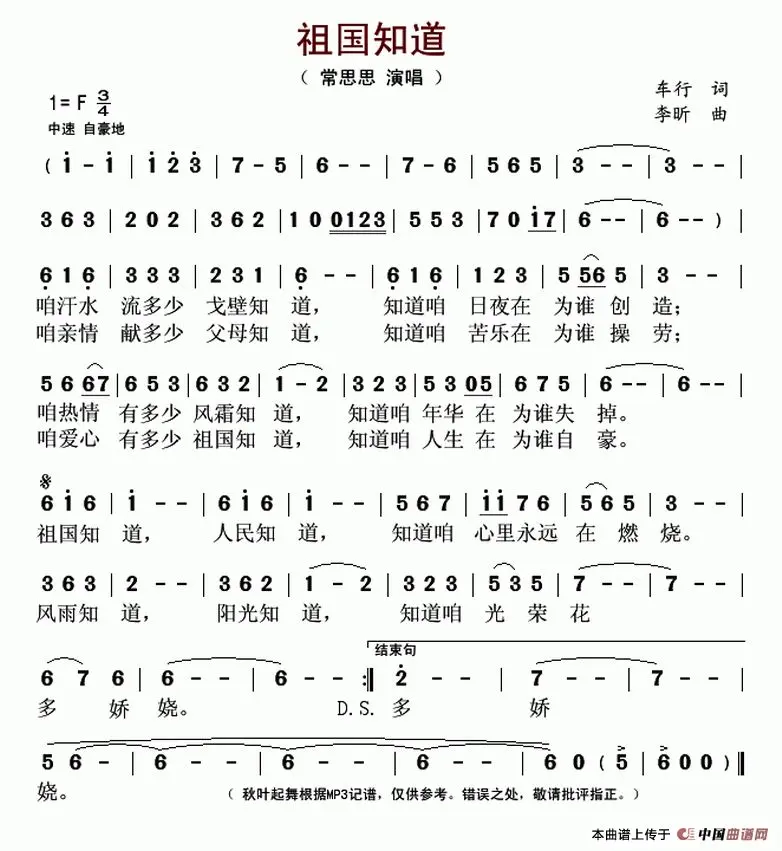 祖国知道
（ 常思思 演唱 ）
1= F 3/4
车行 词
中速 自豪地
李昕 曲
( i - i | i 2̇ 3̇ | 7 - 5 | 6 - - | 7 - 6 | 5 6 5 | 3 - - | 3 - - |
3 6 3 | 2 0 2 | 3 6 2 | 1 0 0123 | 5 5 3 | 7 0 i7 | 6 - - | 6 - - ) |
6̣ 1 6̣ | 3 3 3 | 2 3 1 | 6̣ - - | 6̣ 1 6̣ | 1 2 3 | 5 56 5 | 3 - - |
咱汗水 流多少 戈壁知 道， 知道咱 日夜在 为谁 创 造；
咱亲情 献多少 父母知 道， 知道咱 苦乐在 为谁 操 劳；
5 6 67 | 6 5 3 | 6 3 2 | 1 - 2 | 3 2 3 | 5 3 05 | 6 7 5 | 6 - - | 6 - - |
咱热情 有多少 风霜知 道， 知道咱 年华 在 为谁失 掉。
咱爱心 有多少 祖国知 道， 知道咱 人生 在 为谁自 豪。
6 i 6 | i - - | 6 i 6 | i - - | 5 6 7 | ii 7 6 | 5 6 5 | 3 - - |
祖国知 道， 人民知 道， 知道咱 心里永远 在 燃 烧。
3 6 3 | 2 - - | 3 6 2 | 1 - 2 | 3 2 3 | 5 3 5 | 7 - - | 7 - - |
风雨知 道， 阳光知 道， 知道咱 光 荣 花
结束句
6 7 6 | 6 - - | 6 - - | 6 - - :‖ 2̇ - - | 7 - - | 7 - - |
多 娇 娆。 D.S. 多 娇
5 6 - | 6 - - | 6 - - | 6 - - | 6 - - | 6 0 0 ( 5 | 6 0 0 ) ‖
娆。 （ 秋叶起舞根据MP3记谱，仅供参考。错误之处，敬请批评指正。）
本曲谱上传于 中国曲谱网